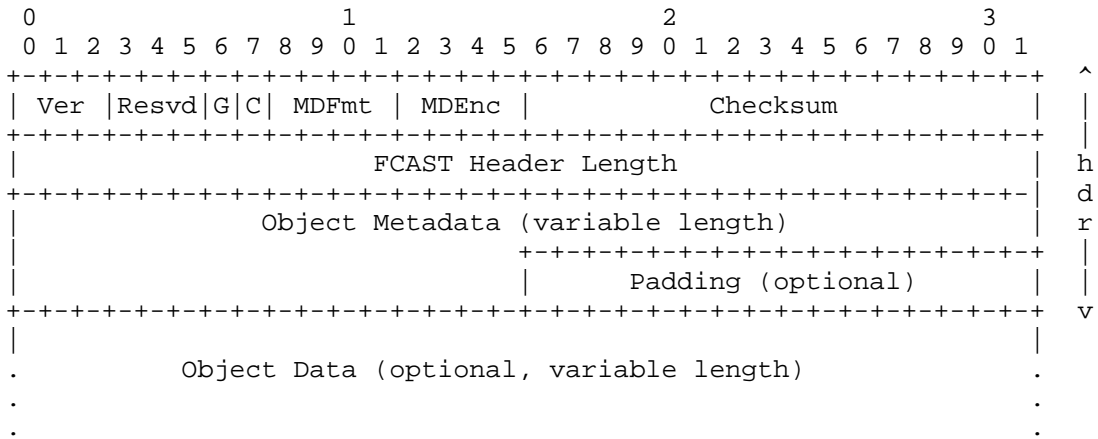 0                   1                   2                   3
 0 1 2 3 4 5 6 7 8 9 0 1 2 3 4 5 6 7 8 9 0 1 2 3 4 5 6 7 8 9 0 1
+-+-+-+-+-+-+-+-+-+-+-+-+-+-+-+-+-+-+-+-+-+-+-+-+-+-+-+-+-+-+-+-+  ^
| Ver |Resvd|G|C| MDFmt | MDEnc |           Checksum            |  |
+-+-+-+-+-+-+-+-+-+-+-+-+-+-+-+-+-+-+-+-+-+-+-+-+-+-+-+-+-+-+-+-+  |
|                      FCAST Header Length                      |  h
+-+-+-+-+-+-+-+-+-+-+-+-+-+-+-+-+-+-+-+-+-+-+-+-+-+-+-+-+-+-+-+-|  d
|               Object Metadata (variable length)               |  r
|                               +-+-+-+-+-+-+-+-+-+-+-+-+-+-+-+-+  |
|                               |      Padding (optional)       |  |
+-+-+-+-+-+-+-+-+-+-+-+-+-+-+-+-+-+-+-+-+-+-+-+-+-+-+-+-+-+-+-+-+  v
|                                                               |
.          Object Data (optional, variable length)              .
.                                                               .
.                                                               .